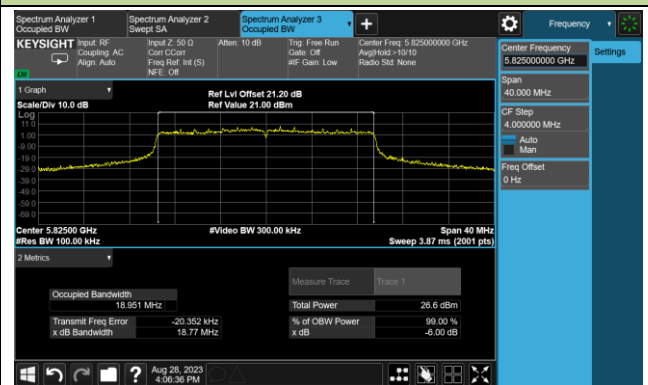 Spectrum Analyzer 1
Occupied BW
Spectrum Analyzer 2
Swept SA
Spectrum Analyzer 3
Occupied BW
Frequency
KEYSIGHT
Input: RF
Coupling: AC
Align: Auto
Input Z: 50 Ω
Corr CCorr
Freq Ref: Int (S)
NFE: Off
Atten: 10 dB
Trig: Free Run
Gate: Off
#IF Gain: Low
Center Freq: 5.825000000 GHz
Avg|Hold:>10/10
Radio Std: None
Center Frequency
5.825000000 GHz
Settings
Span
40.000 MHz
CF Step
4.000000 MHz
Auto
Man
Freq Offset
0 Hz
1 Graph
Scale/Div 10.0 dB
Ref Lvl Offset 21.20 dB
Ref Value 21.00 dBm
Log
11.0
1.00
-9.00
-19.0
-29.0
-39.0
-49.0
-59.0
-69.0
Center 5.82500 GHz
#Video BW 300.00 kHz
Span 40 MHz
#Res BW 100.00 kHz
Sweep 3.87 ms (2001 pts)
2 Metrics
Measure Trace
Trace 1
Occupied Bandwidth
18.951 MHz
Total Power
26.6 dBm
Transmit Freq Error
-20.352 kHz
% of OBW Power
99.00 %
x dB Bandwidth
18.77 MHz
x dB
-6.00 dB
Aug 28, 2023
4:06:36 PM